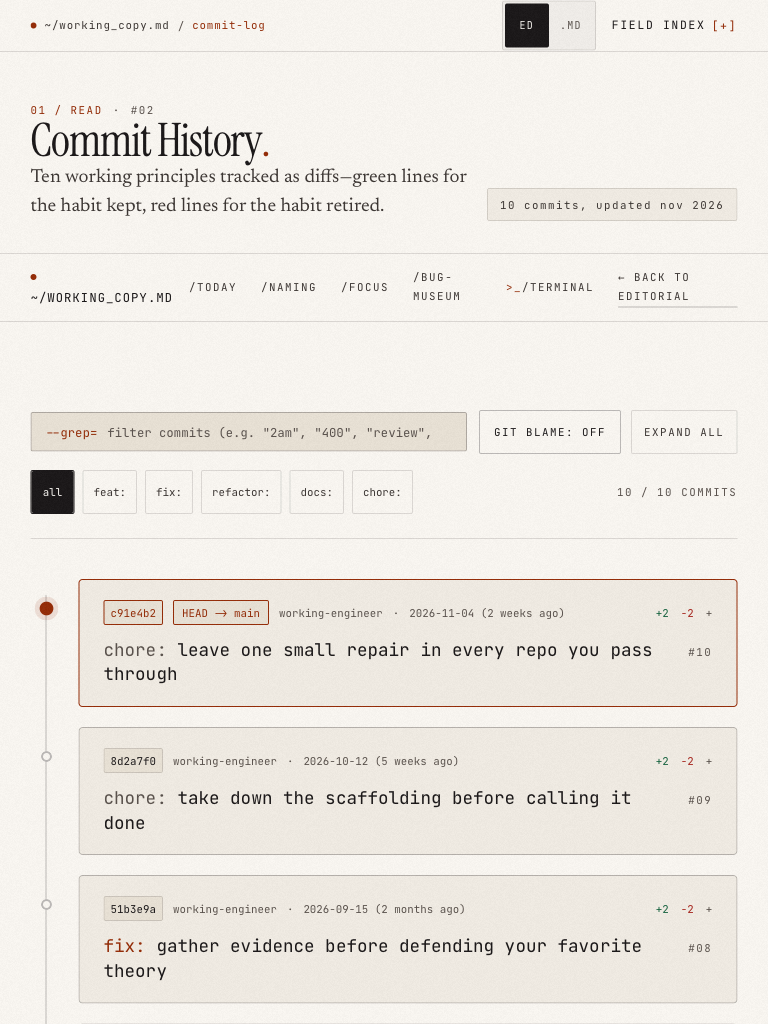 ~/working_copy.md / commit-log
ED .MD FIELD INDEX [+]
01 / READ · #02
Commit History.
Ten working principles tracked as diffs—green lines for
the habit kept, red lines for the habit retired.
10 commits, updated nov 2026
~/WORKING_COPY.MD
/TODAY
/NAMING
/FOCUS
/BUG-
MUSEUM
>_/TERMINAL
← BACK TO
EDITORIAL
--grep= filter commits (e.g. "2am", "400", "review",
GIT BLAME: OFF
EXPAND ALL
all feat: fix: refactor: docs: chore:
10 / 10 COMMITS
c91e4b2 HEAD → main working-engineer · 2026-11-04 (2 weeks ago) +2 -2 +
chore: leave one small repair in every repo you pass #10
through
8d2a7f0 working-engineer · 2026-10-12 (5 weeks ago) +2 -2 +
chore: take down the scaffolding before calling it #09
done
51b3e9a working-engineer · 2026-09-15 (2 months ago) +2 -2 +
fix: gather evidence before defending your favorite #08
theory